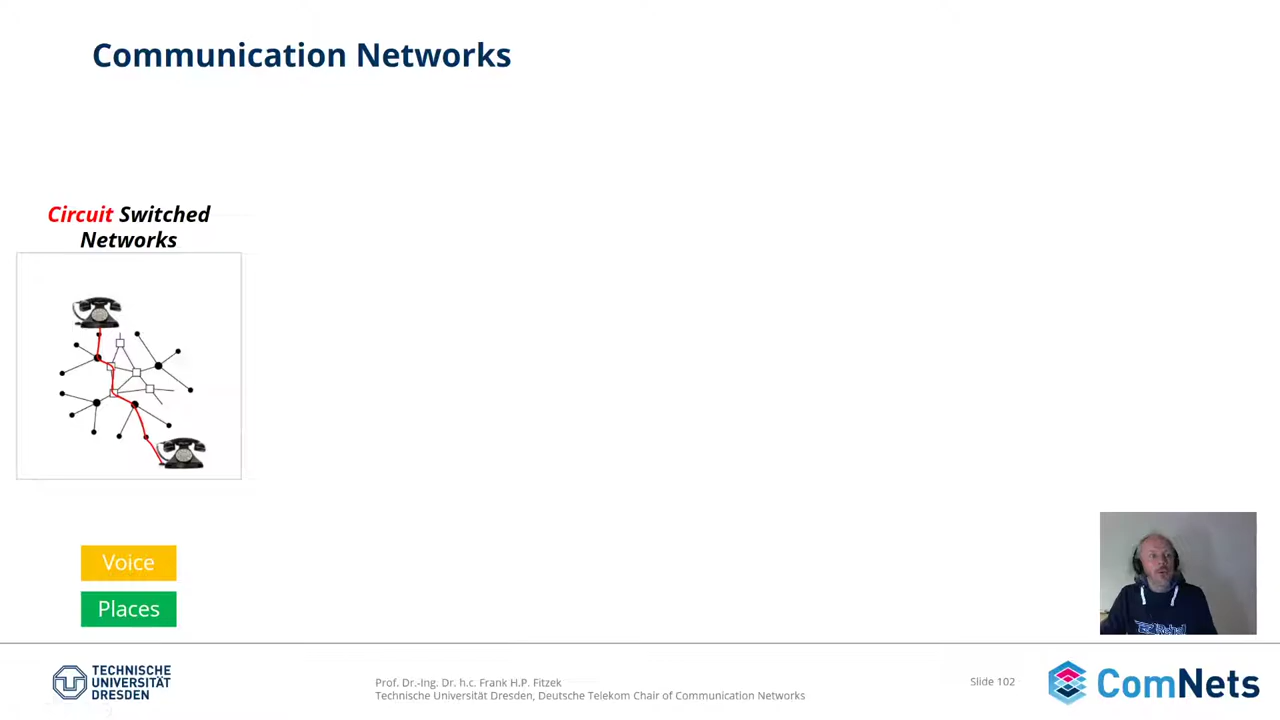 Communication Networks
Circuit Switched
Networks
Voice
Places
TECHNISCHE
UNIVERSITÄT
DRESDEN
Prof. Dr.-Ing. Dr. h.c. Frank H.P. Fitzek
Technische Universität Dresden, Deutsche Telekom Chair of Communication Networks
Slide 102
ComNets